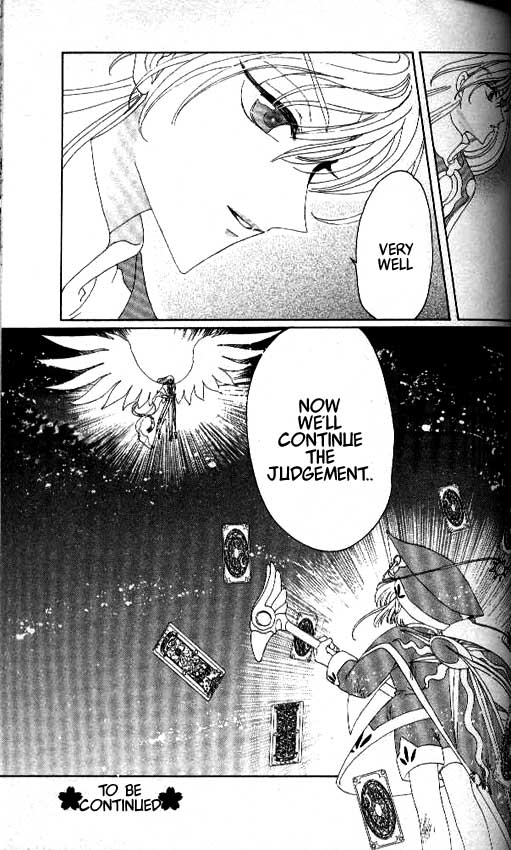 VERY
WELL
NOW
WE'LL
CONTINUE
THE
JUDGEMENT..
TO BE
CONTINUED